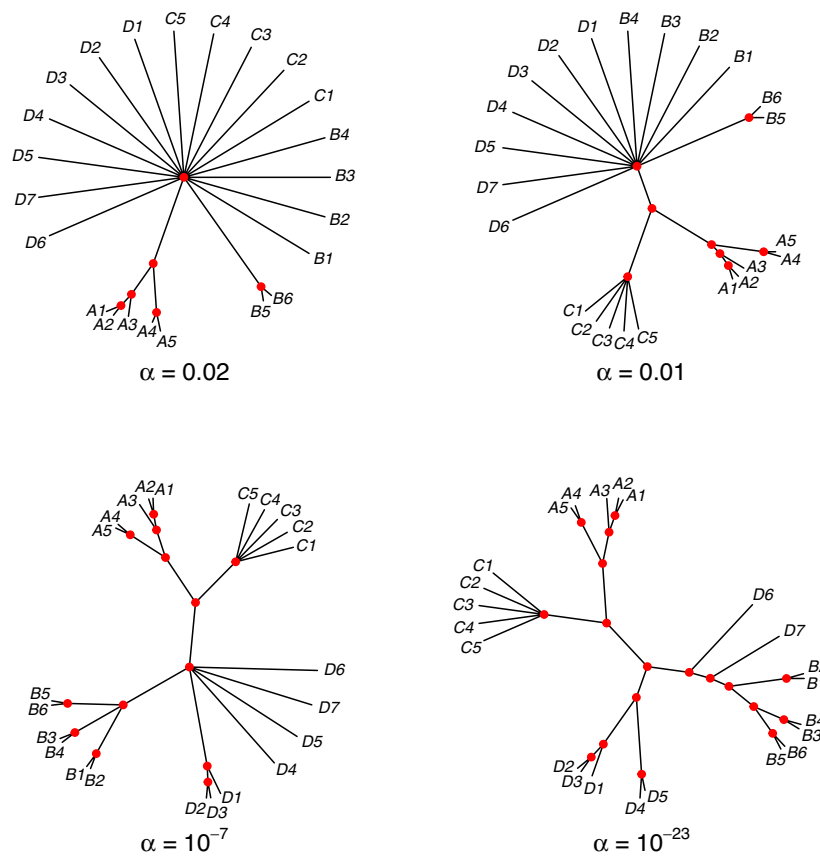 D1 C5 C4
D2 C3
D3 C2
D4 C1
D5 B4
D7 B3
D6 B2
B1
A1 B6
A2 A3 B5
A4
A5
α = 0.02
D1 B4 B3
D2 B2
D3 B1
D4 B6
D5 B5
D7
D6
A5
A4
A3
A2
A1
C1
C2
C3
C4 C5
α = 0.01
A2 A1
A3 C5
A4 C4
A5 C3
C2
C1
D6
B5
B6 D7
B3 D5
B4 D4
B1
B2
D1
D2 D3
α = 10⁻⁷
A4 A3 A2
A5 A1
C1
C2 D6
C3
C4 D7
C5
B4
B3
B5 B6
D2
D3 D1 D5
D4
α = 10⁻²³